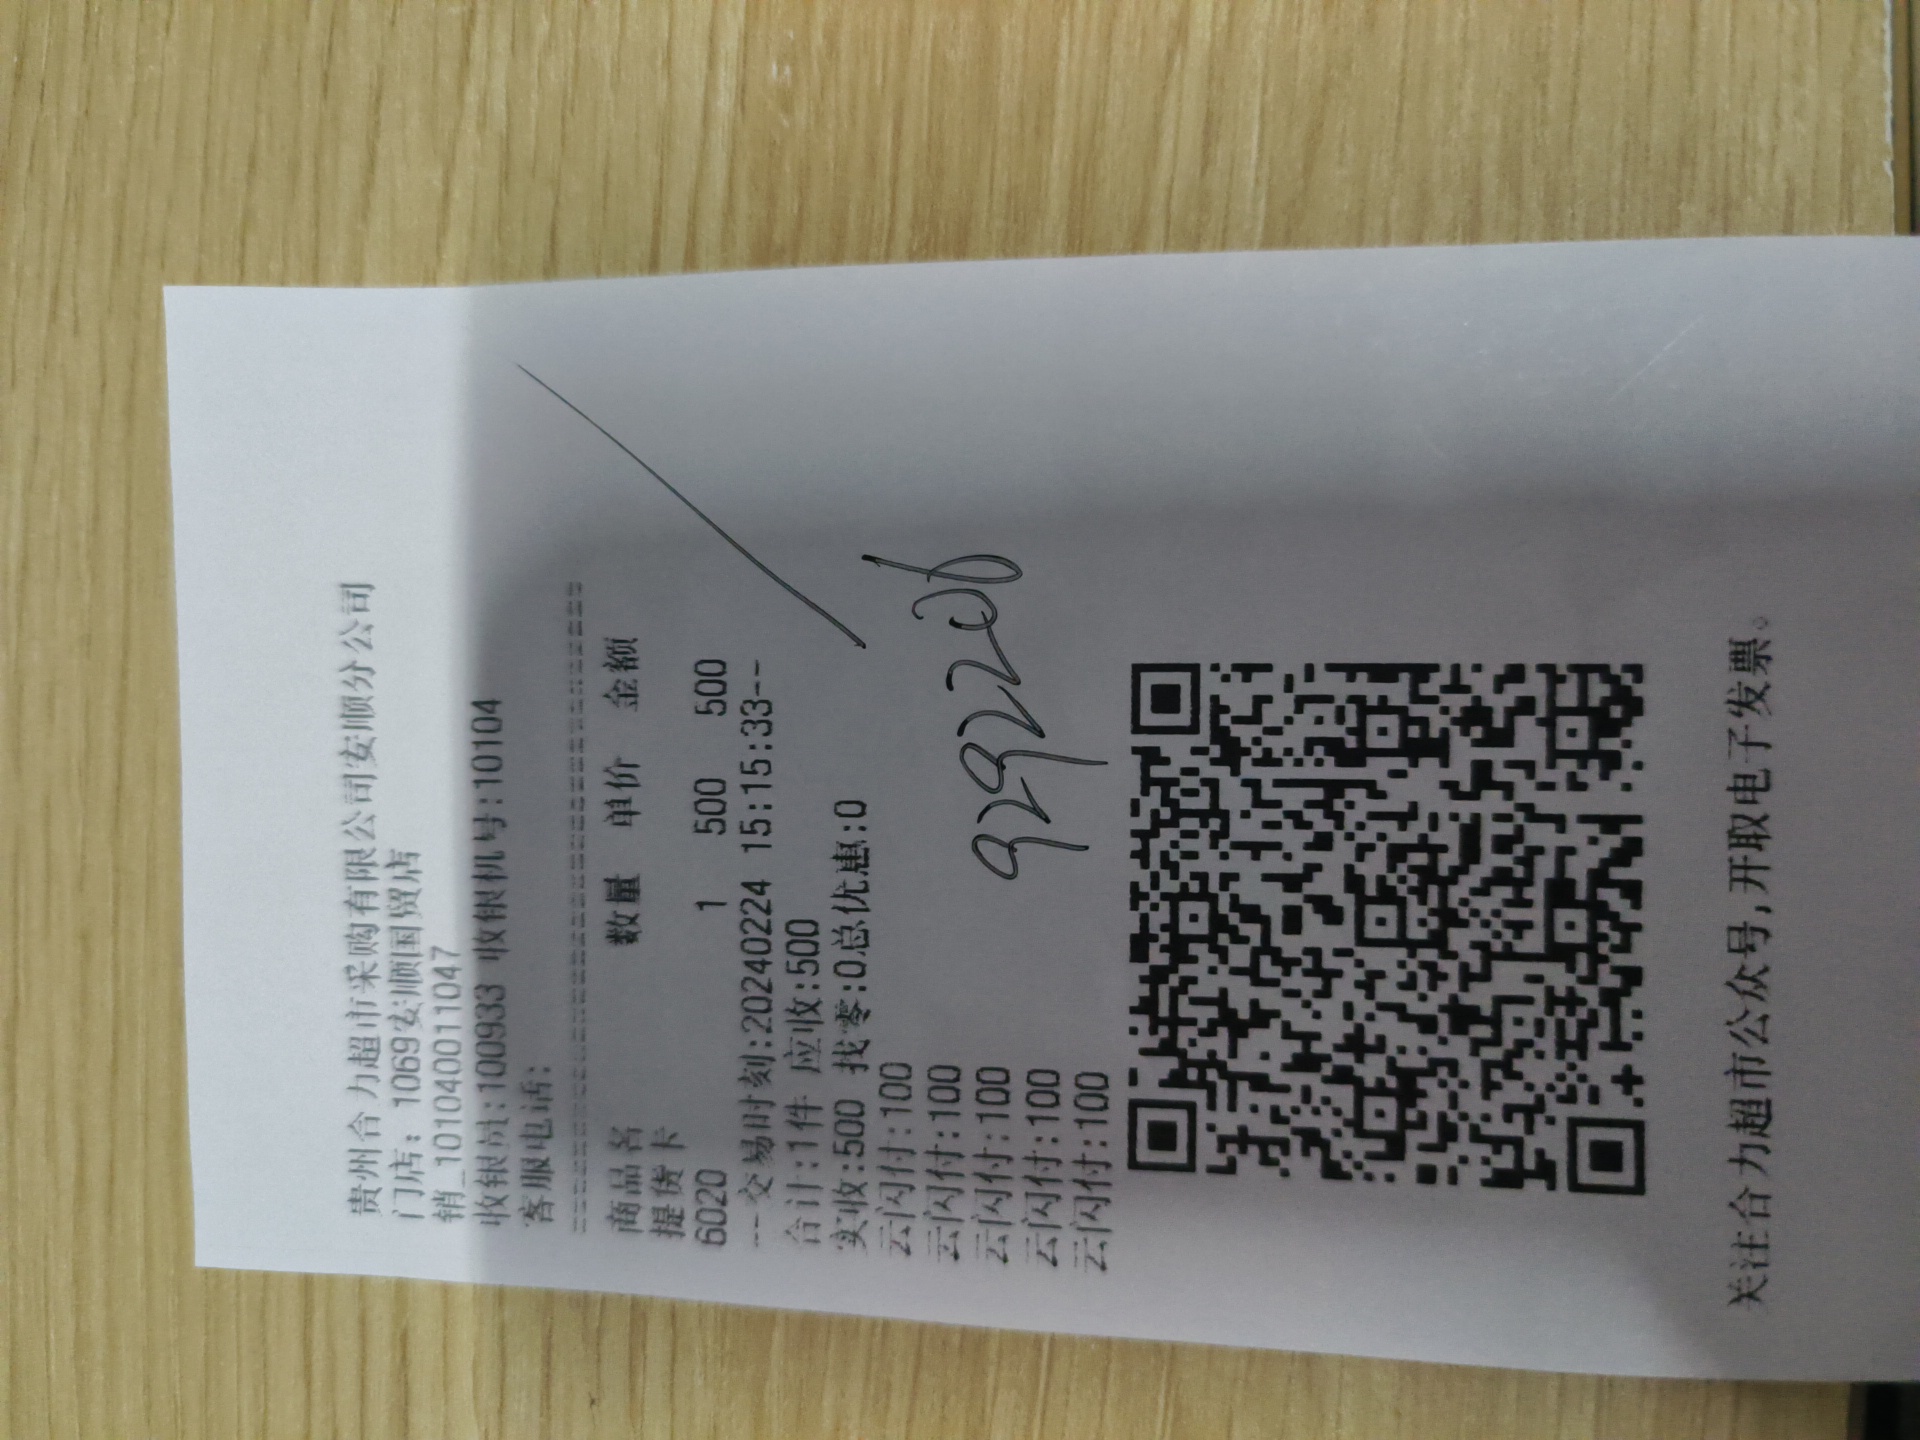 贵州合力超市采购有限公司安顺分公司
门店: 1069安顺国贸店
销_101040011047
收银员:100933 收银机号:10104
客服电话:
商品名 数量 单价 金额
提货卡
6020 1 500 500
--交易时刻:20240224 15:15:33--
合计:1件 应收:500
实收:500 找零:0总优惠:0
云闪付:100
云闪付:100
云闪付:100
云闪付:100
云闪付:100
关注合力超市公众号,开取电子发票。